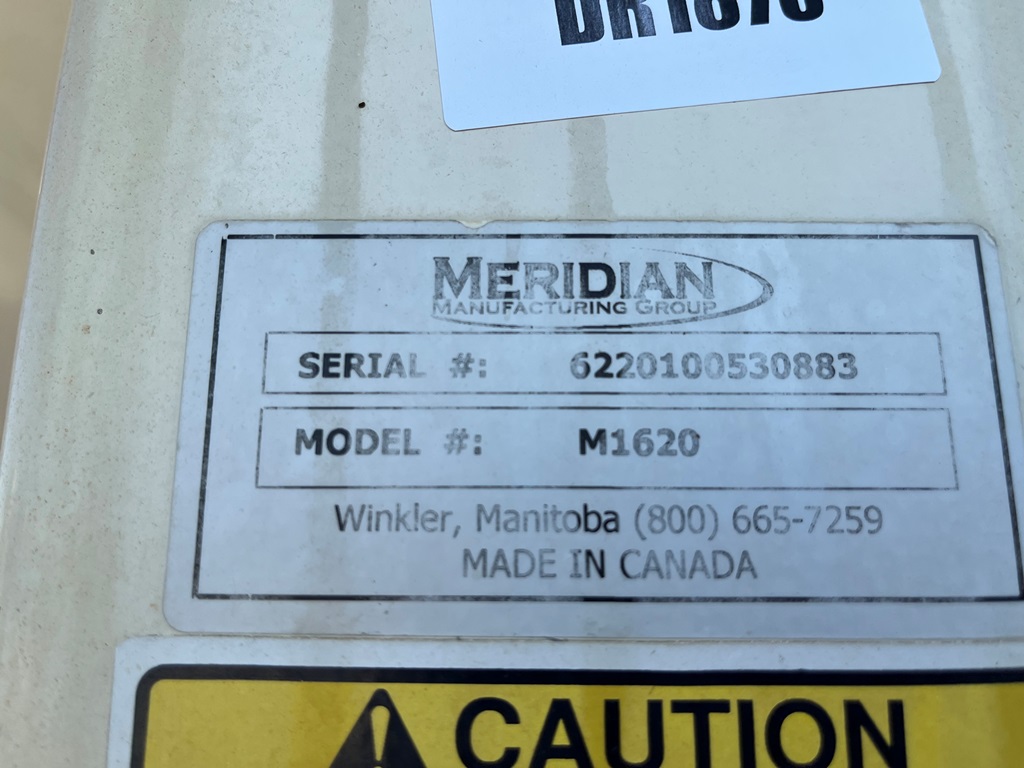 MERIDIAN
MANUFACTURING GROUP
SERIAL #: 6220100530883
MODEL #: M1620
Winkler, Manitoba (800) 665-7259
MADE IN CANADA
CAUTION